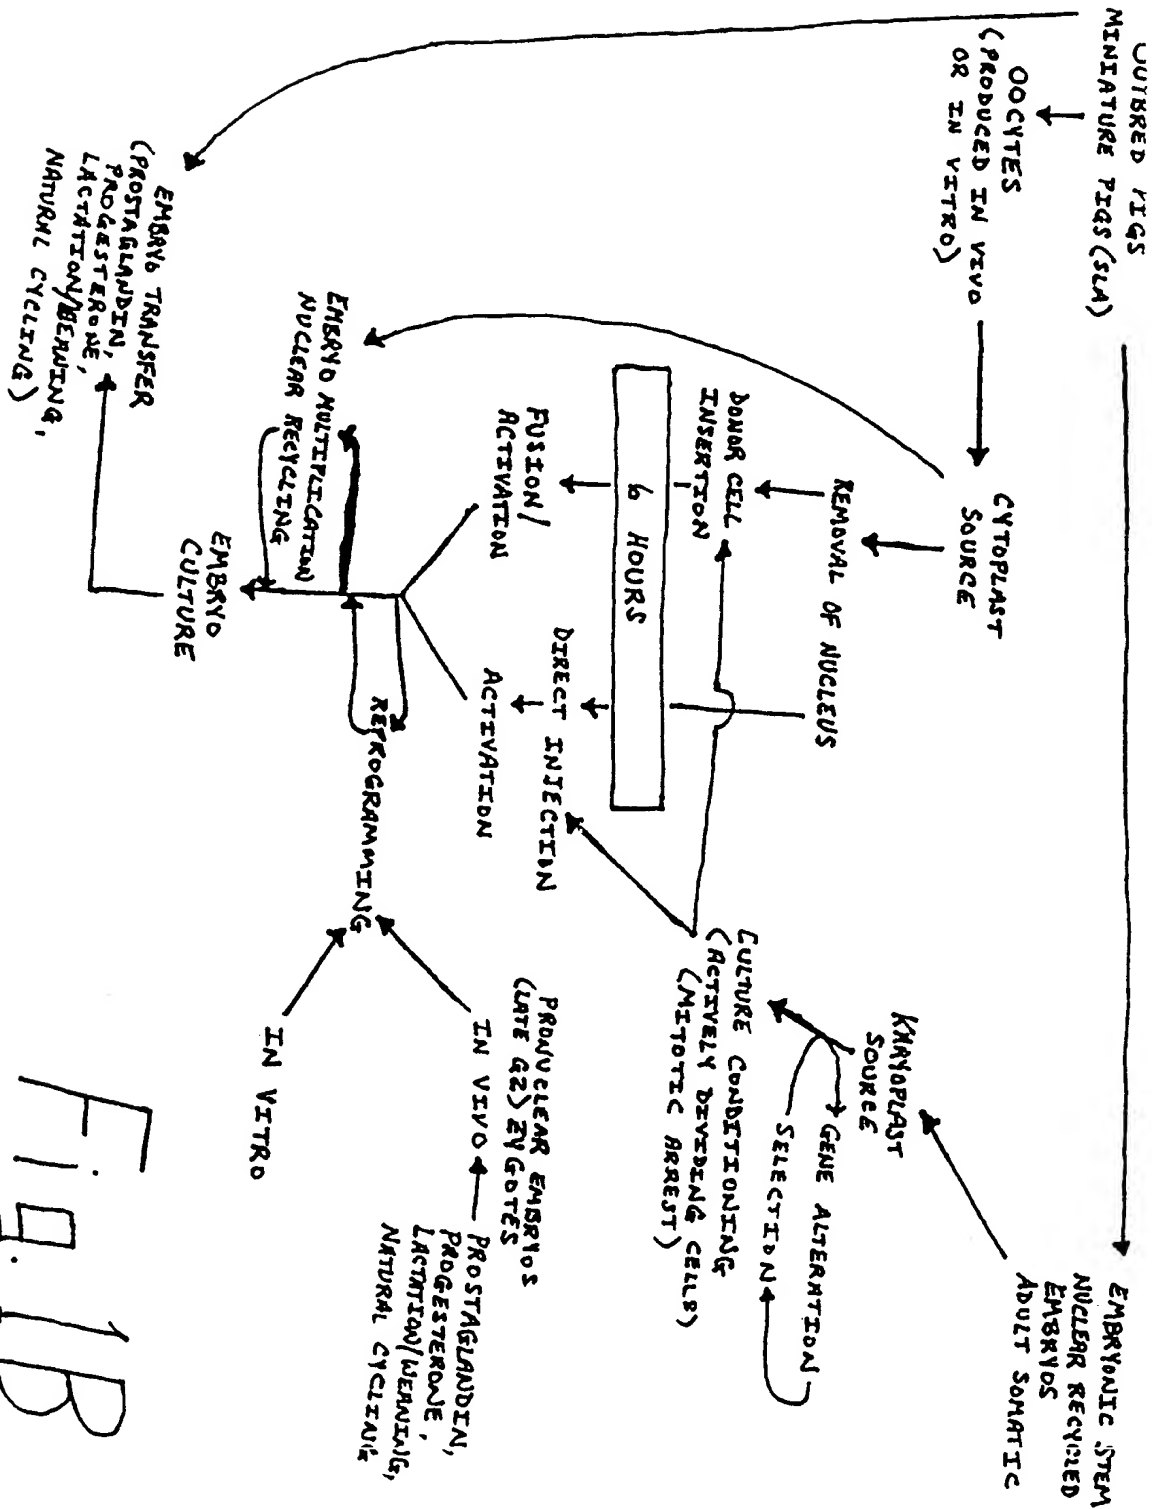 OUTBRED PIGS
MINIATURE PIGS (SLA)
OOCYTES
(PRODUCED IN VIVO
OR IN VITRO)
CYTOPLAST
SOURCE
REMOVAL OF NUCLEUS
DONOR CELL
INSERTION
6 HOURS
FUSION/
ACTIVATION
DIRECT INJECTION
ACTIVATION
EMBRYO MULTIPLICATION
NUCLEAR RECYCLING
EMBRYO
CULTURE
EMBRYO TRANSFER
(PROSTAGLANDIN,
PROGESTERONE,
LACTATION/WEANING,
NATURAL CYCLING)
EMBRYONIC STEM
NUCLEAR RECYCLED
EMBRYOS
ADULT SOMATIC
KARYOPLAST
SOURCE
GENE ALTERATION
SELECTION
CULTURE CONDITIONING
(ACTIVELY DIVIDING CELLS)
(MITOTIC ARREST)
REPROGRAMMING
PRONUCLEAR EMBRYOS
(LATE G2) ZYGOTES
IN VIVO
PROSTAGLANDIN,
PROGESTERONE,
LACTATION/WEANING,
NATURAL CYCLING
IN VITRO
Fig. 1B